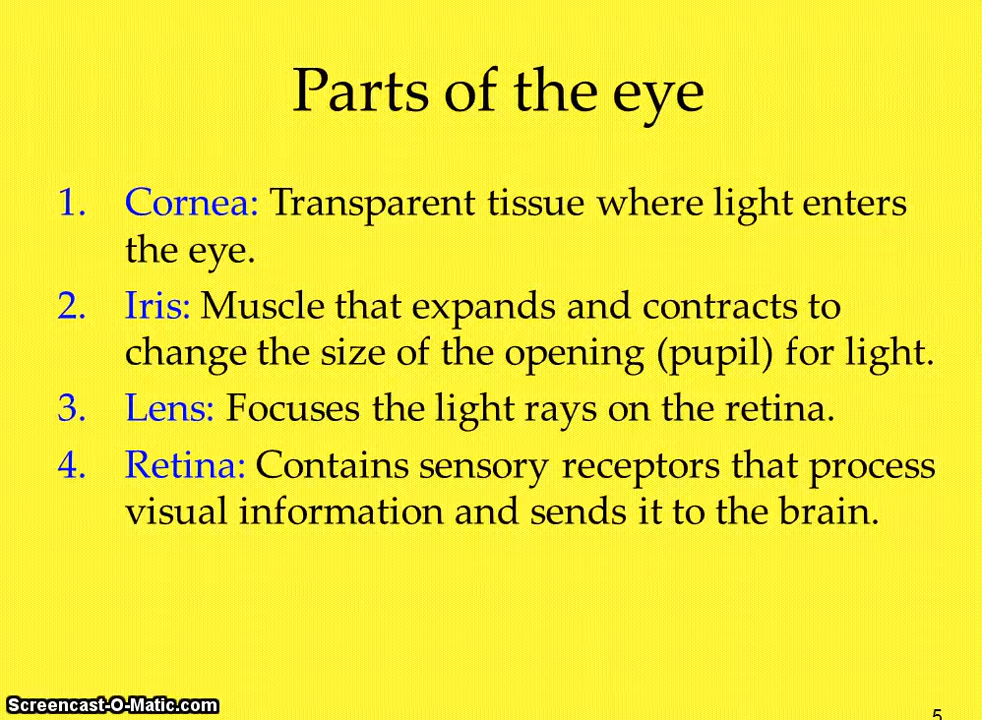 Parts of the eye
1. Cornea: Transparent tissue where light enters
the eye.
2. Iris: Muscle that expands and contracts to
change the size of the opening (pupil) for light.
3. Lens: Focuses the light rays on the retina.
4. Retina: Contains sensory receptors that process
visual information and sends it to the brain.
Screencast-O-Matic.com
5